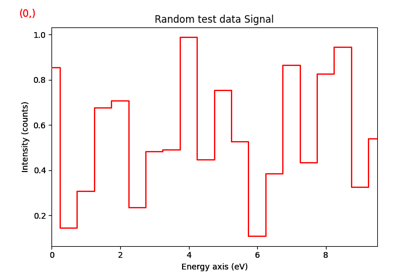 (0,)
Random test data Signal
1.0
0.8
0.6
0.4
0.2
Intensity (counts)
0 2 4 6 8
Energy axis (eV)